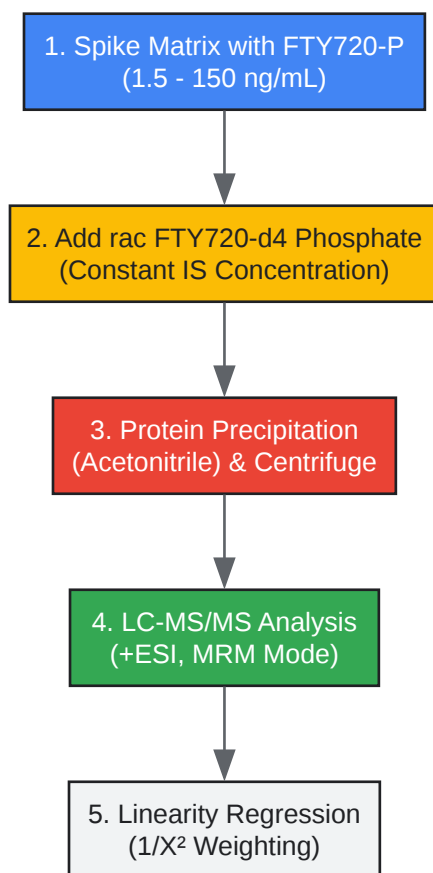 1. Spike Matrix with FTY720-P
(1.5 - 150 ng/mL)
2. Add rac FTY720-d4 Phosphate
(Constant IS Concentration)
3. Protein Precipitation
(Acetonitrile) & Centrifuge
4. LC-MS/MS Analysis
(+ESI, MRM Mode)
5. Linearity Regression
(1/X² Weighting)